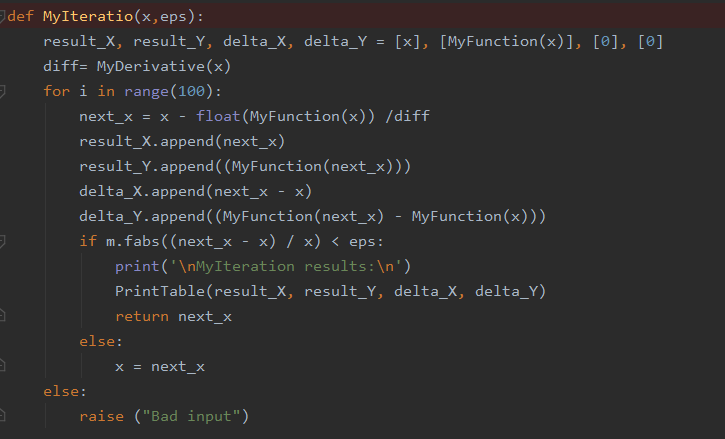 def MyIteratio(x,eps):
    result_X, result_Y, delta_X, delta_Y = [x], [MyFunction(x)], [0], [0]
    diff= MyDerivative(x)
    for i in range(100):
        next_x = x - float(MyFunction(x)) /diff
        result_X.append(next_x)
        result_Y.append((MyFunction(next_x)))
        delta_X.append(next_x - x)
        delta_Y.append((MyFunction(next_x) - MyFunction(x)))
        if m.fabs((next_x - x) / x) < eps:
            print('\nMyIteration results:\n')
            PrintTable(result_X, result_Y, delta_X, delta_Y)
            return next_x
        else:
            x = next_x
    else:
        raise ("Bad input")